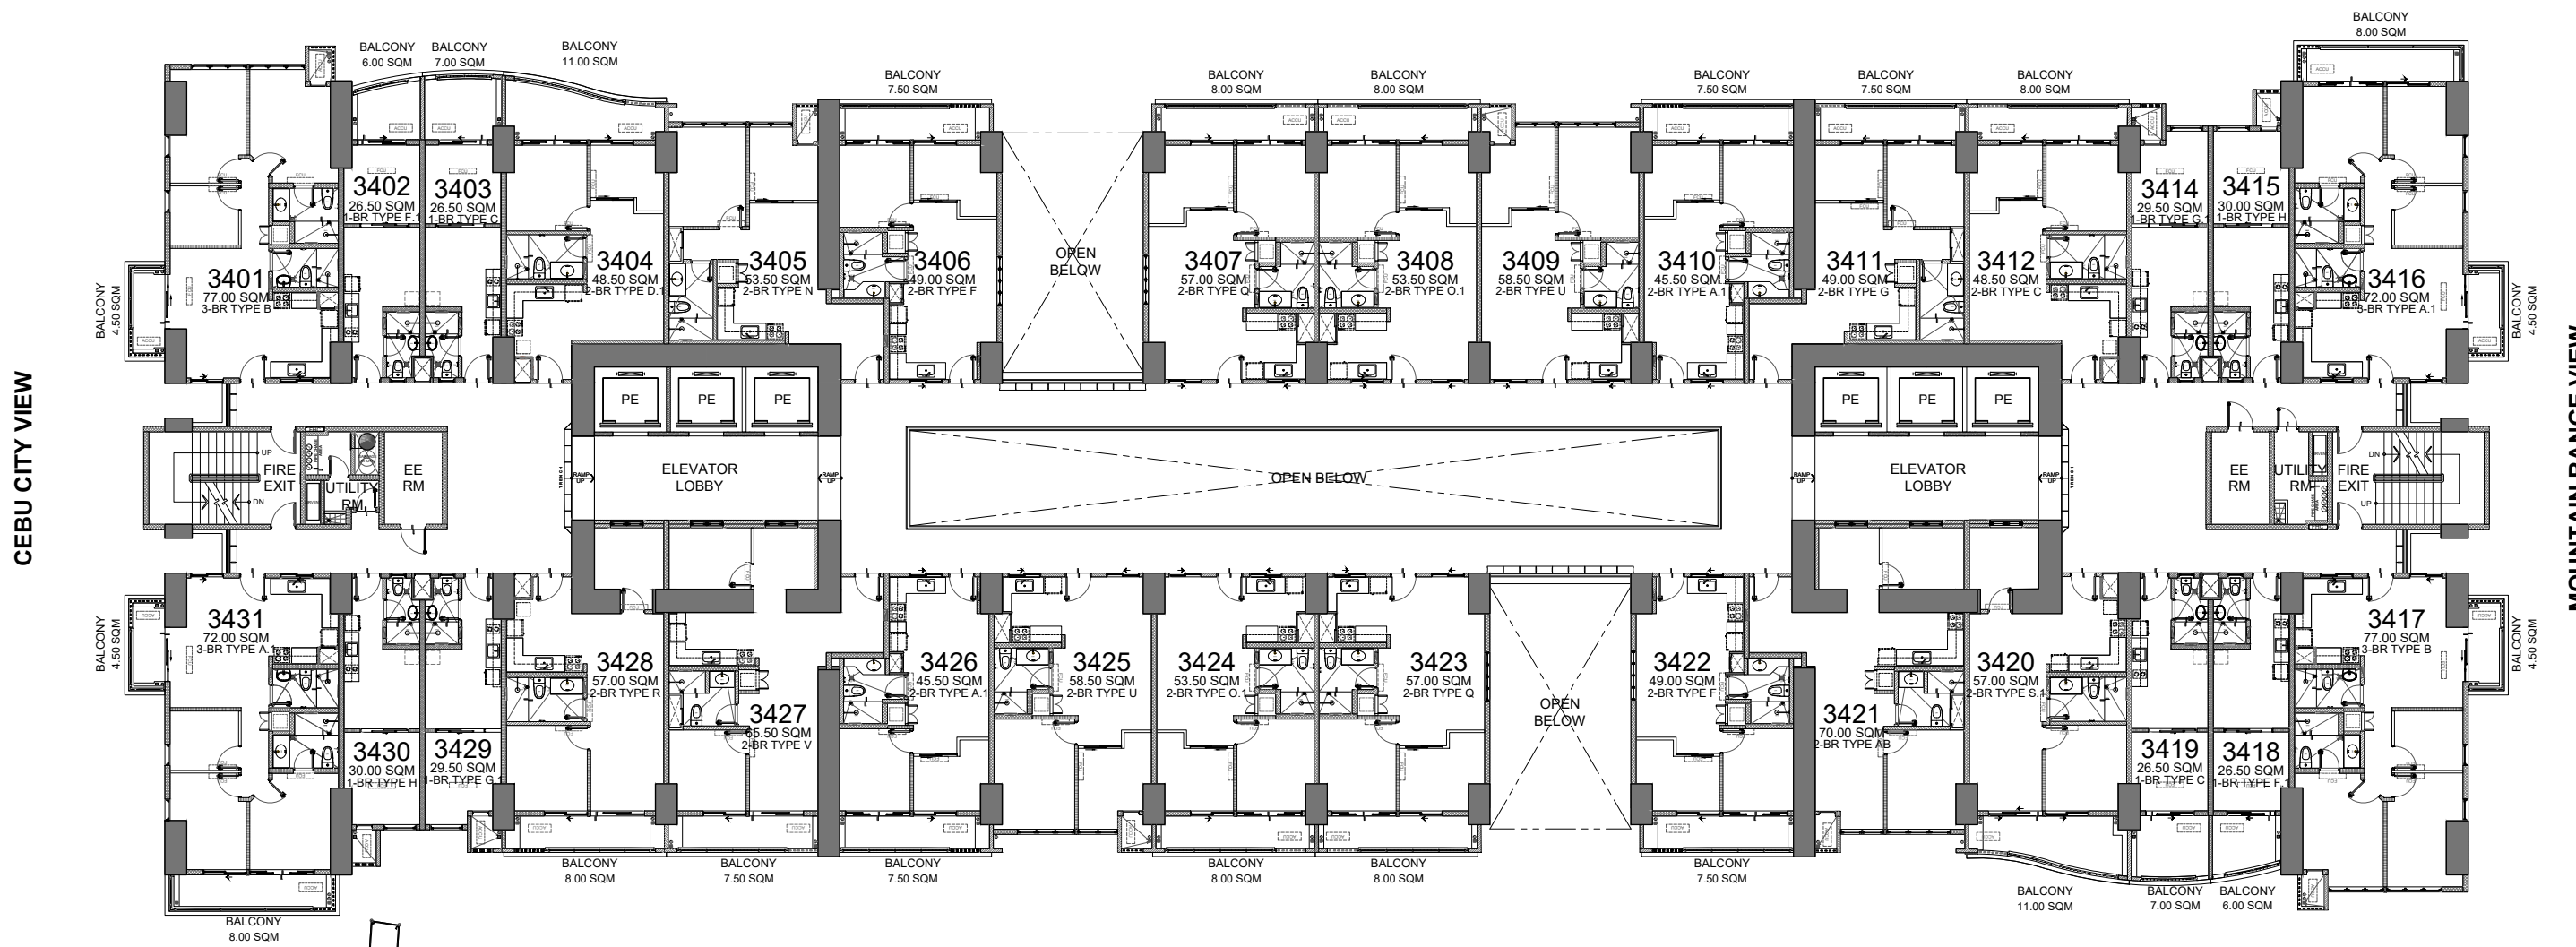 BALCONY
6.00 SQM
BALCONY
7.00 SQM
BALCONY
11.00 SQM
BALCONY
7.50 SQM
BALCONY
8.00 SQM
BALCONY
8.00 SQM
BALCONY
7.50 SQM
BALCONY
7.50 SQM
BALCONY
8.00 SQM
BALCONY
8.00 SQM
3401
77.00 SQM
3-BR TYPE B
3402
26.50 SQM
1-BR TYPE F.1
3403
26.50 SQM
1-BR TYPE C
3404
48.50 SQM
2-BR TYPE D.1
3405
53.50 SQM
2-BR TYPE N
3406
49.00 SQM
2-BR TYPE F
OPEN
BELOW
3407
57.00 SQM
2-BR TYPE Q
3408
53.50 SQM
2-BR TYPE O.1
3409
58.50 SQM
2-BR TYPE U
3410
45.50 SQM
2-BR TYPE A.1
3411
49.00 SQM
2-BR TYPE G
3412
48.50 SQM
2-BR TYPE C
3414
29.50 SQM
1-BR TYPE G.1
3415
30.00 SQM
1-BR TYPE H
3416
72.00 SQM
3-BR TYPE A.1
BALCONY
4.50 SQM
BALCONY
4.50 SQM
CEBU CITY VIEW
MOUNTAIN RANGE VIEW
PE
PE
PE
PE
PE
PE
UP
DN
FIRE
EXIT
UTILITY
RM
EE
RM
RAMP
UP
ELEVATOR
LOBBY
RAMP
UP
OPEN BELOW
RAMP
UP
ELEVATOR
LOBBY
RAMP
UP
EE
RM
UTILITY
RM
FIRE
EXIT
DN
UP
BALCONY
4.50 SQM
BALCONY
4.50 SQM
3431
72.00 SQM
3-BR TYPE A.1
3430
30.00 SQM
1-BR TYPE H
3429
29.50 SQM
1-BR TYPE G.1
3428
57.00 SQM
2-BR TYPE R
3427
65.50 SQM
2-BR TYPE V
3426
45.50 SQM
2-BR TYPE A.1
3425
58.50 SQM
2-BR TYPE U
3424
53.50 SQM
2-BR TYPE O.1
3423
57.00 SQM
2-BR TYPE Q
OPEN
BELOW
3422
49.00 SQM
2-BR TYPE F
3421
70.00 SQM
2-BR TYPE AB
3420
57.00 SQM
2-BR TYPE S.1
3419
26.50 SQM
1-BR TYPE C
3418
26.50 SQM
1-BR TYPE F.1
3417
77.00 SQM
3-BR TYPE B
BALCONY
8.00 SQM
BALCONY
8.00 SQM
BALCONY
7.50 SQM
BALCONY
7.50 SQM
BALCONY
8.00 SQM
BALCONY
8.00 SQM
BALCONY
7.50 SQM
BALCONY
11.00 SQM
BALCONY
7.00 SQM
BALCONY
6.00 SQM